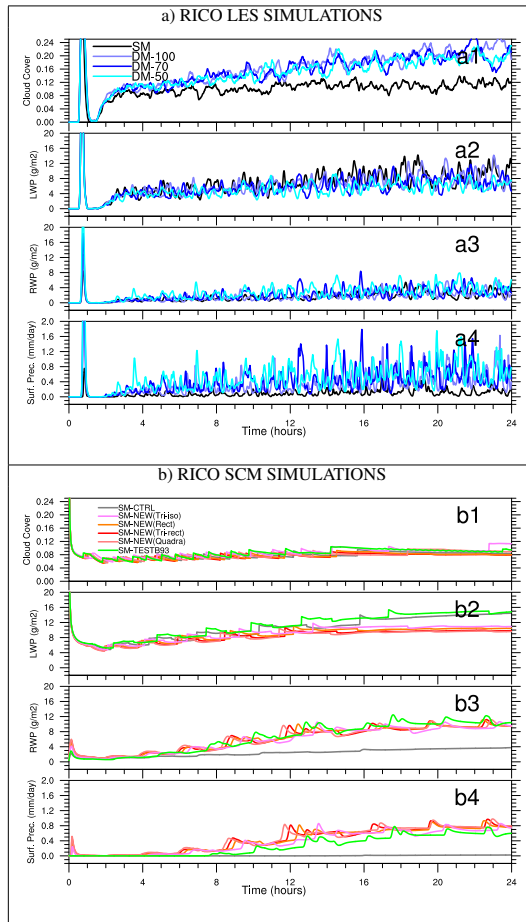 a) RICO LES SIMULATIONS
Cloud Cover
0.24
0.20
0.16
0.12
0.08
0.04
0.00
SM
DM-100
DM-70
DM-50
a1
LWP (g/m2)
20
16
12
8
4
0
a2
RWP (g/m2)
20
16
12
8
4
0
a3
Surf. Prec. (mm/day)
2.0
1.6
1.2
0.8
0.4
0.0
a4
0 4 8 12 16 20 24
Time (hours)
b) RICO SCM SIMULATIONS
Cloud Cover
0.24
0.20
0.16
0.12
0.08
0.04
0.00
SM-CTRL
SM-NEW(Tri-iso)
SM-NEW(Rect)
SM-NEW(Tri-rect)
SM-NEW(Quadra)
SM-TESTB93
b1
LWP (g/m2)
20
16
12
8
4
0
b2
RWP (g/m2)
20
16
12
8
4
0
b3
Surf. Prec. (mm/day)
2.0
1.6
1.2
0.8
0.4
0.0
b4
0 4 8 12 16 20 24
Time (hours)